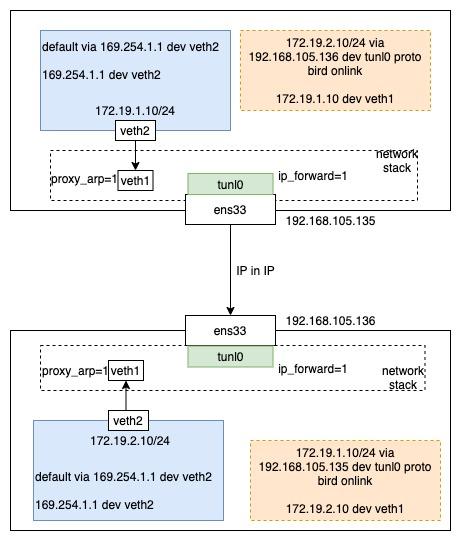 default via 169.254.1.1 dev veth2
169.254.1.1 dev veth2
172.19.1.10/24
veth2
172.19.2.10/24 via
192.168.105.136 dev tunl0 proto
bird onlink
172.19.1.10 dev veth1
network
stack
proxy_arp=1
veth1
tunl0
ip_forward=1
ens33
192.168.105.135
IP in IP
ens33
192.168.105.136
tunl0
proxy_arp=1
veth1
ip_forward=1
network
stack
veth2
172.19.2.10/24
default via 169.254.1.1 dev veth2
169.254.1.1 dev veth2
172.19.1.10/24 via
192.168.105.135 dev tunl0 proto
bird onlink
172.19.2.10 dev veth1